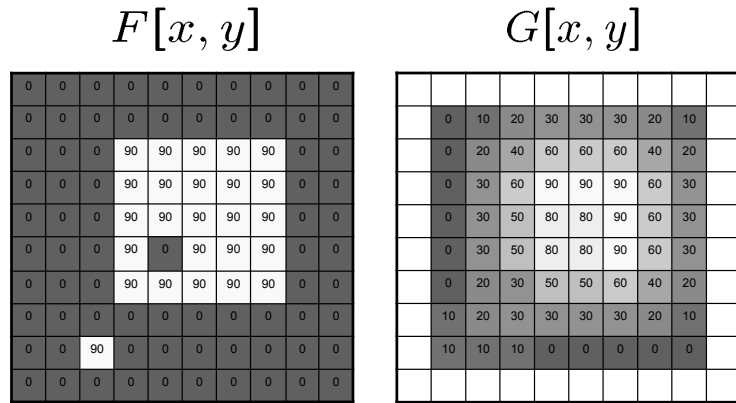 F[x, y]
0 0 0 0 0 0 0 0 0 0
0 0 0 0 0 0 0 0 0 0
0 0 0 90 90 90 90 90 0 0
0 0 0 90 90 90 90 90 0 0
0 0 0 90 90 90 90 90 0 0
0 0 0 90 0 90 90 90 0 0
0 0 0 90 90 90 90 90 0 0
0 0 0 0 0 0 0 0 0 0
0 0 90 0 0 0 0 0 0 0
0 0 0 0 0 0 0 0 0 0
G[x, y]
0 10 20 30 30 30 20 10
0 20 40 60 60 60 40 20
0 30 60 90 90 90 60 30
0 30 50 80 80 90 60 30
0 30 50 80 80 90 60 30
0 20 30 50 50 60 40 20
10 20 30 30 30 30 20 10
10 10 10 0 0 0 0 0